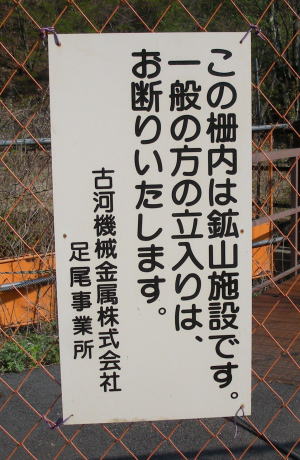 この柵内は鉱山施設です。
一般の方の立入りは、
お断りいたします。
古河機械金属株式会社
足尾事業所